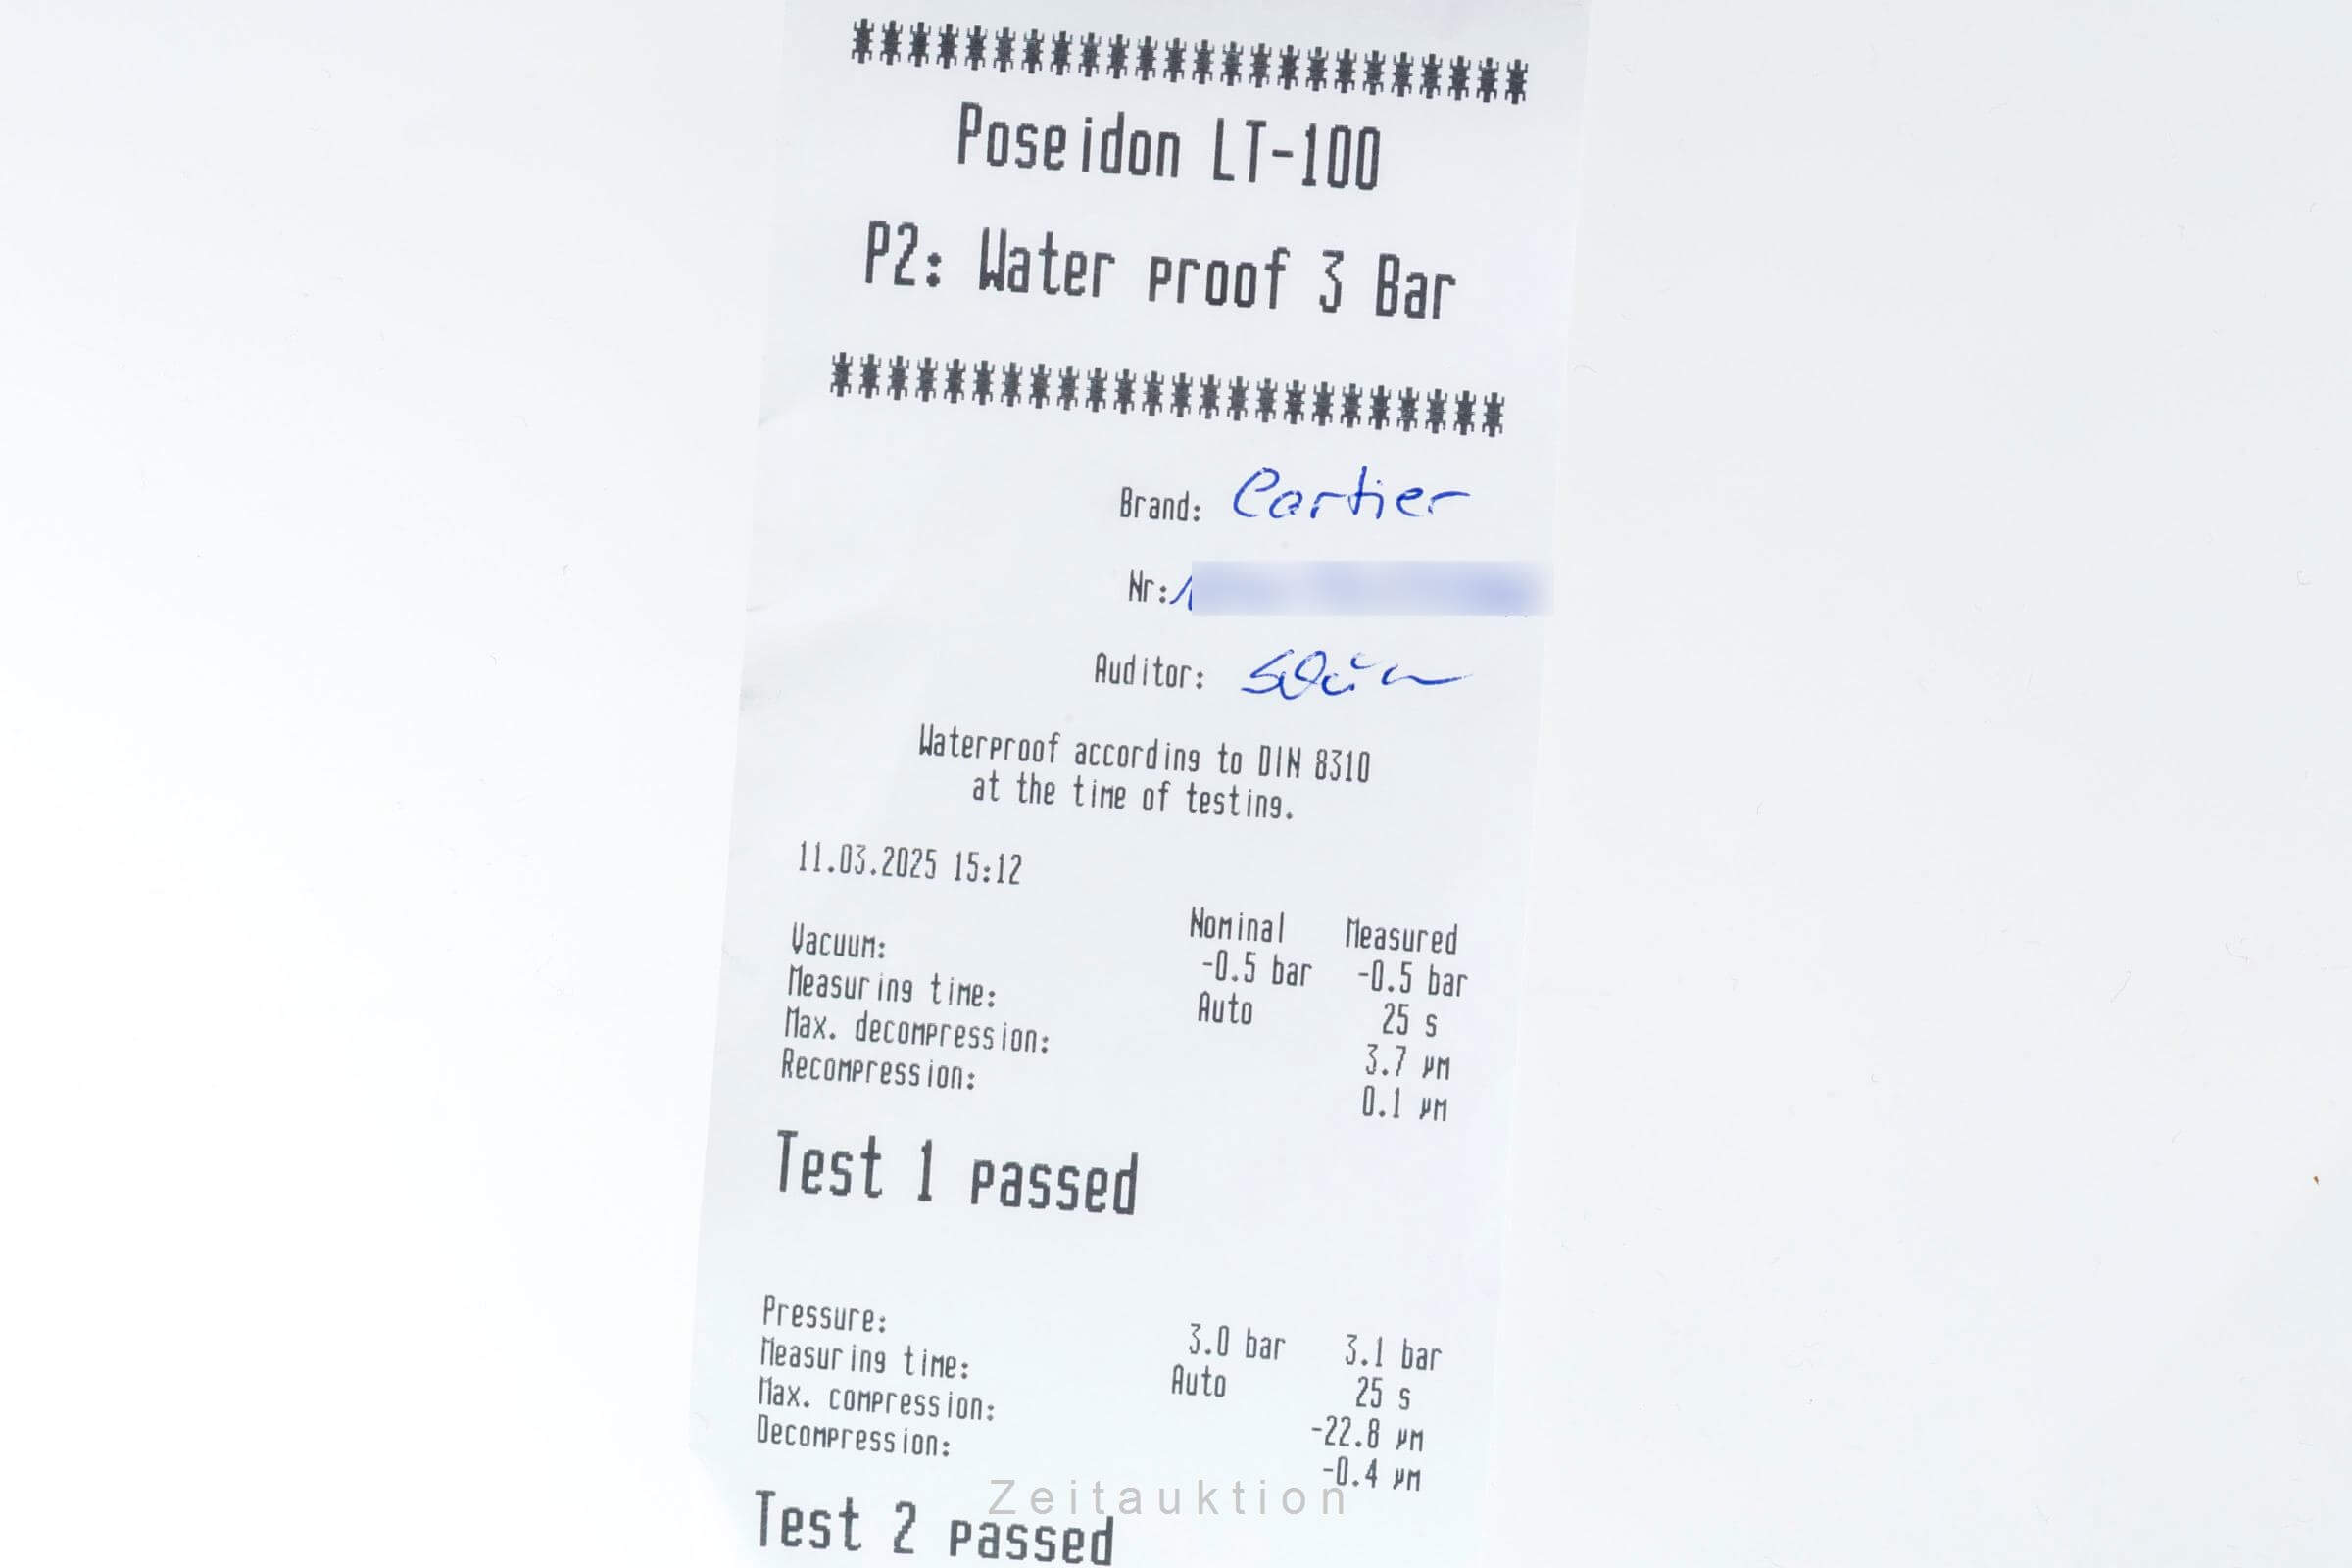 ************************
Poseidon LT-100
P2: Water proof 3 Bar
************************
Brand: Cartier
Nr:
Auditor:
Waterproof according to DIN 8310
at the time of testing.
11.03.2025 15:12
Nominal Measured
Vacuum: -0.5 bar -0.5 bar
Measuring time: Auto 25 s
Max. decompression: 3.7 µm
Recompression: 0.1 µm
Test 1 passed
Pressure: 3.0 bar 3.1 bar
Measuring time: Auto 25 s
Max. compression: -22.8 µm
Decompression: -0.4 µm
Zeitauktion
Test 2 passed